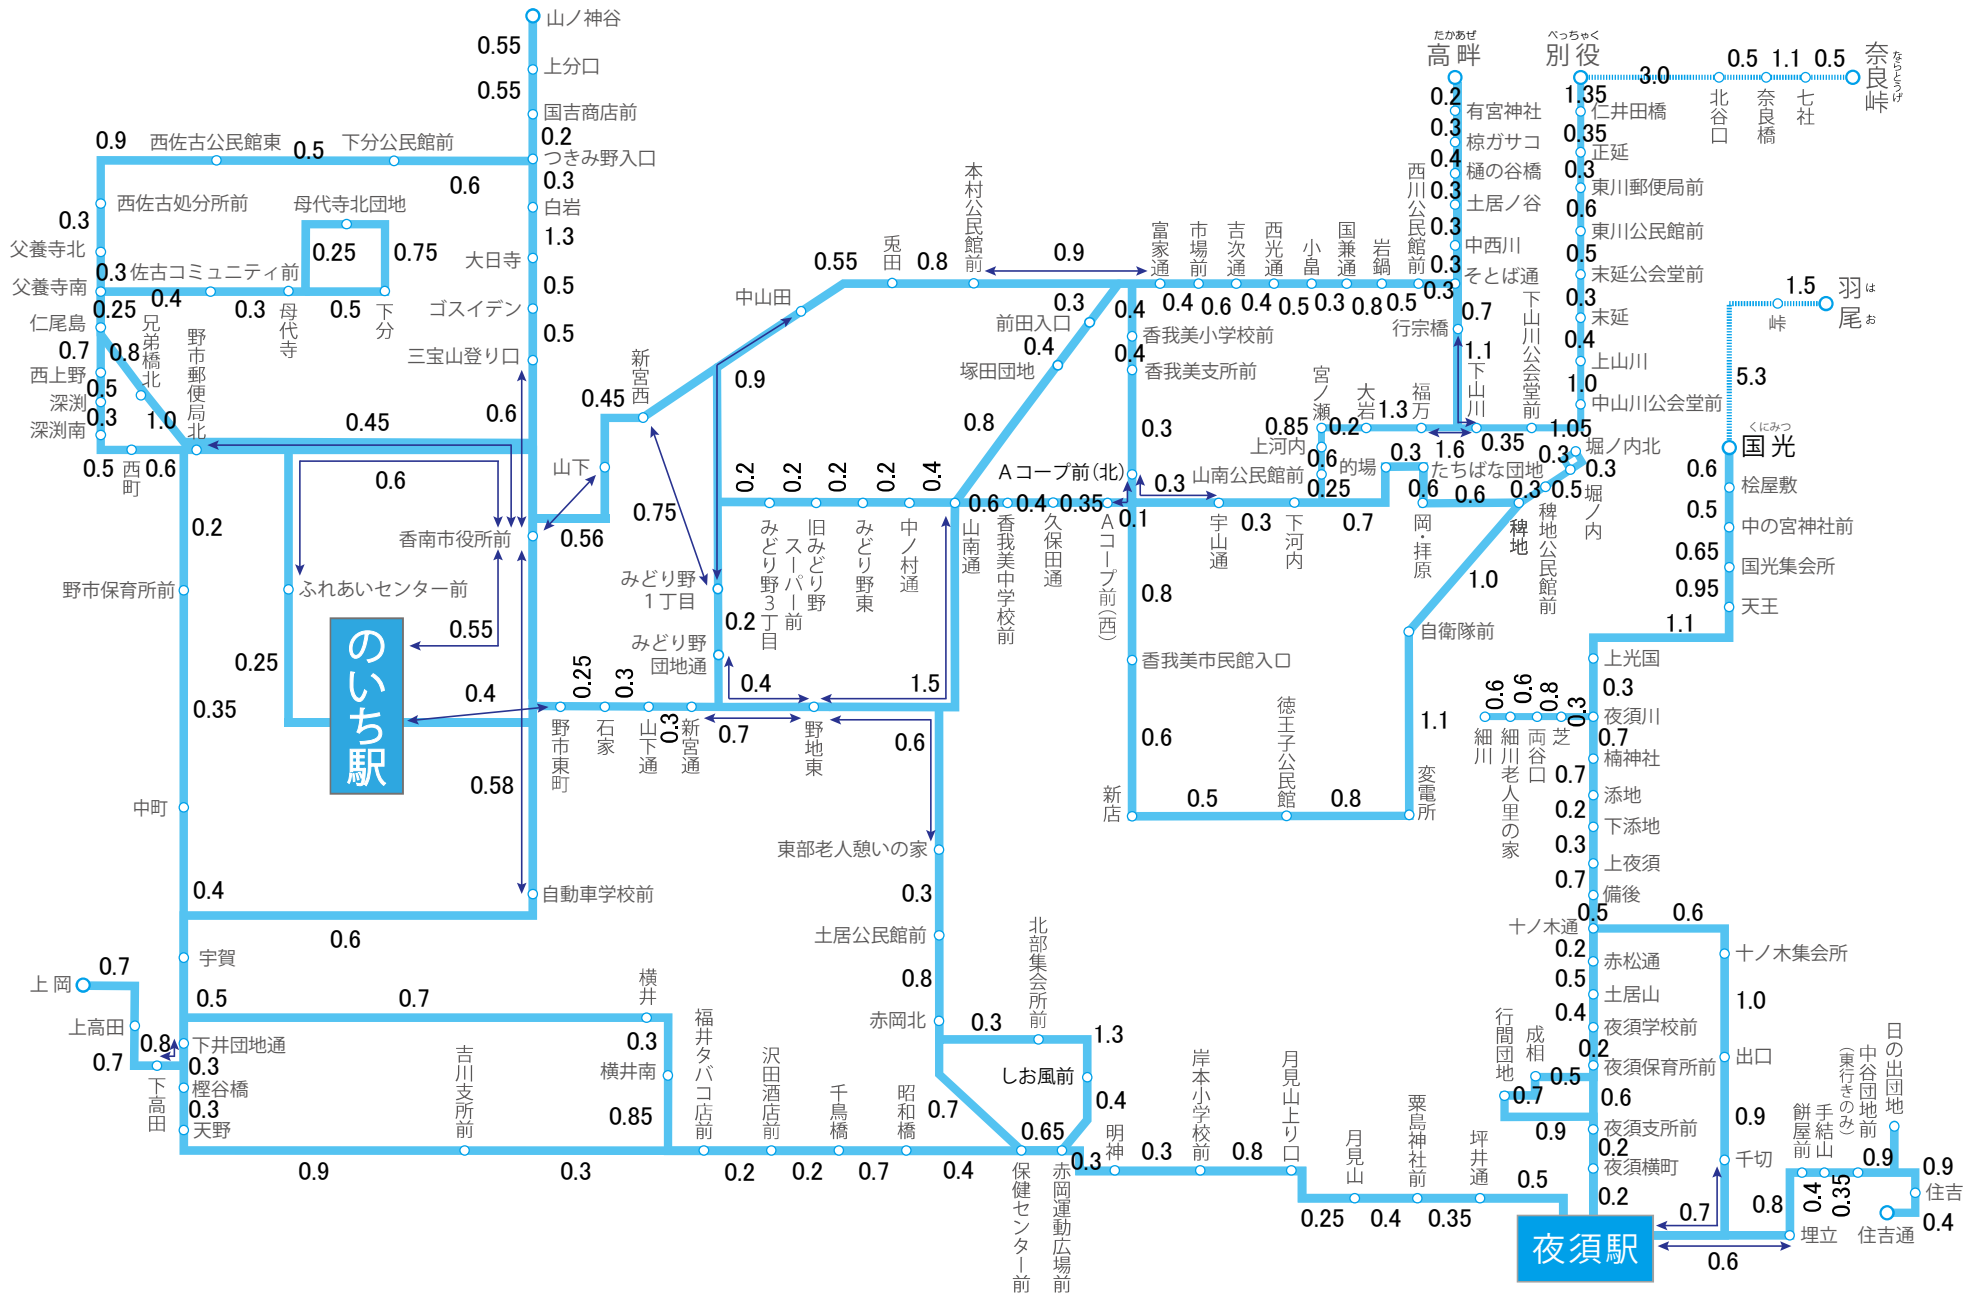 山ノ神谷
0.55
上分口
0.55
国吉商店前
0.2
つきみ野入口
0.3
白岩
1.3
大日寺
0.5
ゴスイデン
0.5
三宝山登り口
0.6
香南市役所前
0.9
西佐古公民館東
0.5
下分公民館前
0.6
西佐古処分所前
0.3
父養寺北
0.3
父養寺南
佐古コミュニティ前
母代寺北団地
0.25
0.75
0.4
0.3
母代寺
0.5
下分
0.25
仁尾島
0.7
0.8
兄弟橋北
野市郵便局北
西上野
0.5
深渕
0.3
深渕南
1.0
0.45
0.5
西町
0.6
0.6
0.2
野市保育所前
ふれあいセンター前
0.55
のいち駅
0.25
0.4
0.35
0.58
中町
0.4
自動車学校前
0.6
宇賀
上岡
0.7
上高田
0.7
0.8
下高田
0.5
下井団地通
0.3
樫谷橋
0.3
天野
0.7
横井
0.3
横井南
0.85
0.9
吉川支所前
0.3
福井タバコ店前
0.2
沢田酒店前
0.2
千鳥橋
0.7
昭和橋
0.4
保健センター前
0.65
赤岡運動広場前
0.3
明神
0.3
岸本小学校前
0.8
月見山上り口
0.25
月見山
0.4
粟島神社前
0.35
坪井通
0.5
夜須駅
新宮西
0.45
山下
0.56
0.75
野市東町
0.25
石家
0.3
山下通
0.3
新宮通
0.7
野地東
0.6
0.4
1.5
みどり野
1丁目
0.2
みどり野
団地通
0.9
中山田
0.55
兎田
0.8
本村公民館前
0.9
0.2
みどり野3丁目
0.2
スーパー前
旧みどり野
0.2
みどり野東
0.2
中ノ村通
0.4
山南通
0.6
香我美中学校前
0.4
久保田通
0.35
Aコープ前(西)
0.1
Aコープ前(北)
0.3
前田入口
0.4
塚田団地
0.8
0.4
香我美小学校前
0.4
香我美支所前
0.3
0.3
富家通
0.4
市場前
0.6
吉次通
0.4
西光通
0.5
小畠
0.3
国兼通
0.8
岩鍋
0.5
西川公民館前
0.3
たかあぜ
高畔
0.2
有宮神社
0.3
椋ガサコ
0.4
樋の谷橋
0.3
土居ノ谷
0.3
中西川
0.3
そとば通
0.7
行宗橋
1.1
下山川
下山川公会堂前
べっちゃく
別役
3.0
北谷口
0.5
奈良橋
1.1
七社
0.5
奈良峠
ならとうげ
1.35
仁井田橋
0.35
正延
0.3
東川郵便局前
0.6
東川公民館前
0.5
末延公会堂前
0.3
末延
0.4
上山川
1.0
中山川公会堂前
1.05
0.35
1.6
福万
1.3
大岩
0.2
宮ノ瀬
0.85
上河内
0.6
山南公民館前
0.25
宇山通
0.3
下河内
0.7
的場
0.3
たちばな団地
0.6
岡・拝原
0.6
稗地
0.3
稗地公民館前
0.5
堀ノ内
0.3
0.3
堀ノ内北
1.0
自衛隊前
1.1
変電所
0.8
徳王子公民館
0.5
新店
0.6
香我美市民館入口
0.8
東部老人憩いの家
0.3
土居公民館前
0.8
赤岡北
0.3
北部集会所前
1.3
しお風前
0.4
0.7
羽尾
はお
1.5
峠
5.3
くにみつ
国光
0.6
桧屋敷
0.5
中の宮神社前
0.65
国光集会所
0.95
天王
1.1
上光国
0.3
夜須川
0.3
芝
0.8
両谷口
0.6
細川老人里の家
0.6
細川
0.7
楠神社
0.7
添地
0.2
下添地
0.3
上夜須
0.7
備後
0.5
十ノ木通
0.2
赤松通
0.5
土居山
0.4
夜須学校前
0.2
夜須保育所前
0.6
夜須支所前
0.2
夜須横町
0.2
0.5
成相
0.7
行間団地
0.9
0.6
十ノ木集会所
1.0
出口
0.9
千切
0.7
0.6
埋立
0.8
餅屋前
0.4
手結山
0.35
中谷団地前
(東行きのみ)
0.9
日の出団地
0.9
住吉
0.4
住吉通